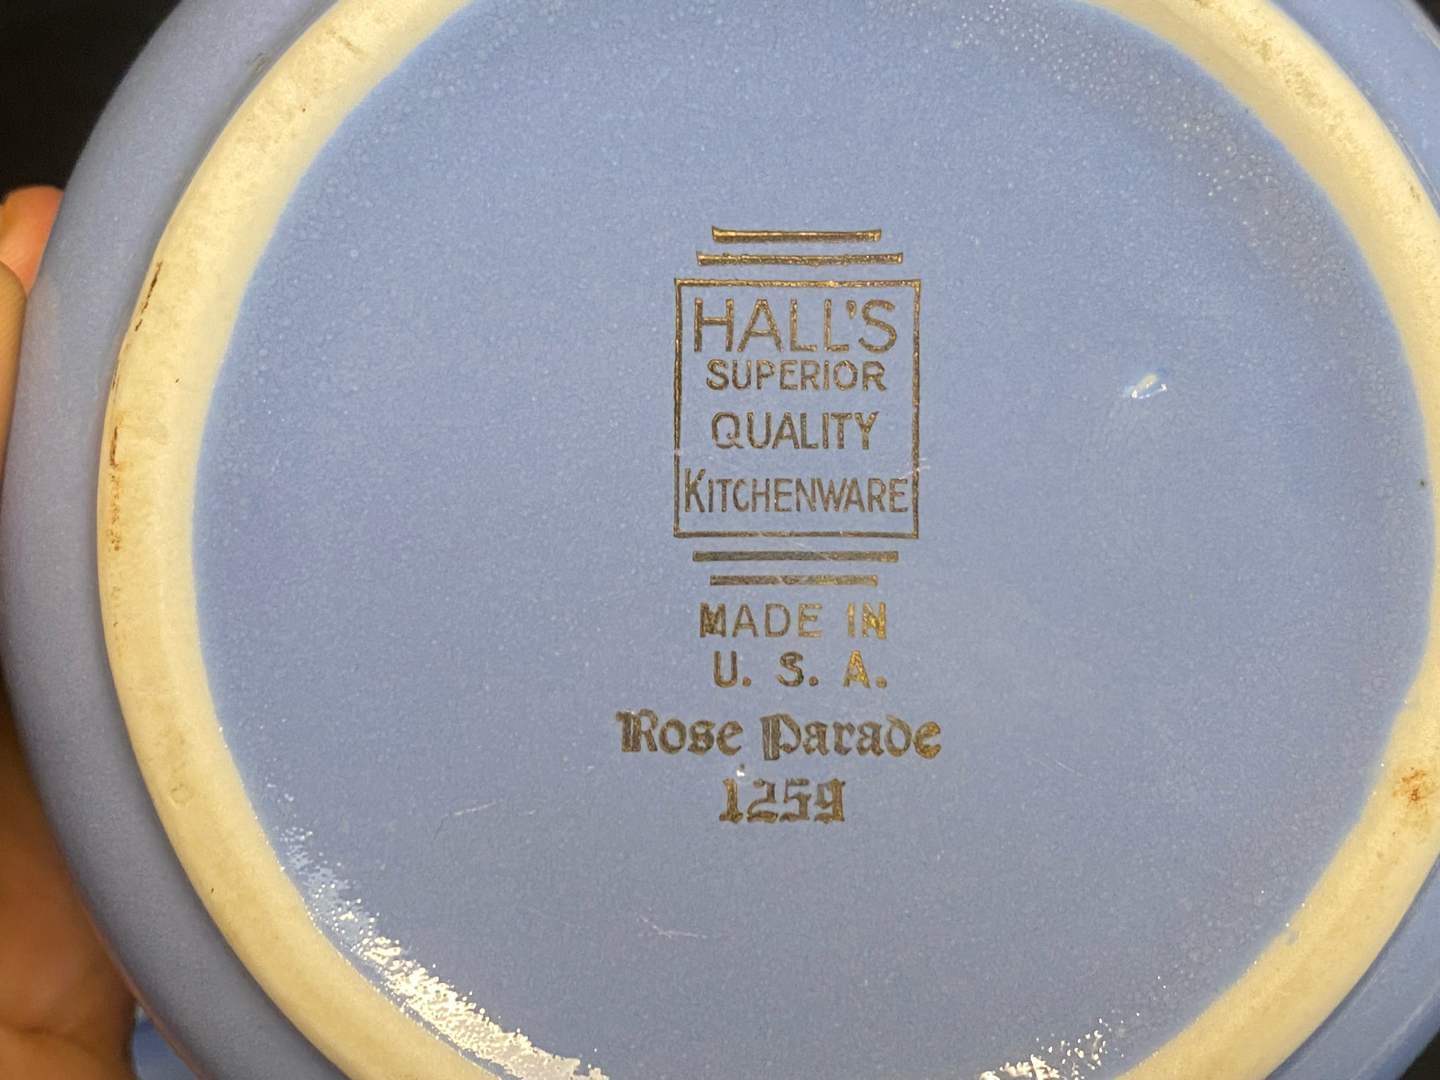 HALL'S
SUPERIOR
QUALITY
KITCHENWARE
MADE IN
U. S. A.
Rose Parade
1259